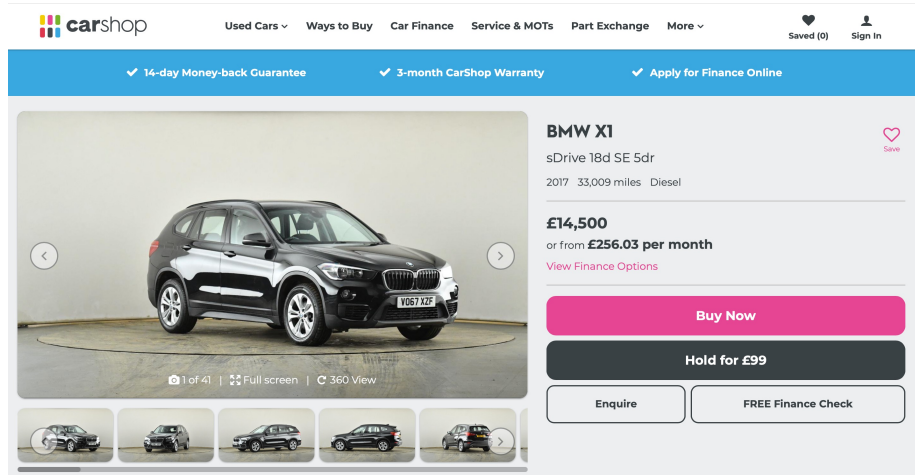 carshop
Used Cars Ways to Buy Car Finance Service & MOTs Part Exchange More
Saved (0) Sign In
14-day Money-back Guarantee 3-month CarShop Warranty Apply for Finance Online
BMW X1
Save
sDrive 18d SE 5dr
2017 33,009 miles Diesel
£14,500
or from £256.03 per month
View Finance Options
Buy Now
Hold for £99
Enquire FREE Finance Check
VO67 XZF
1 of 41 | Full screen | 360 View